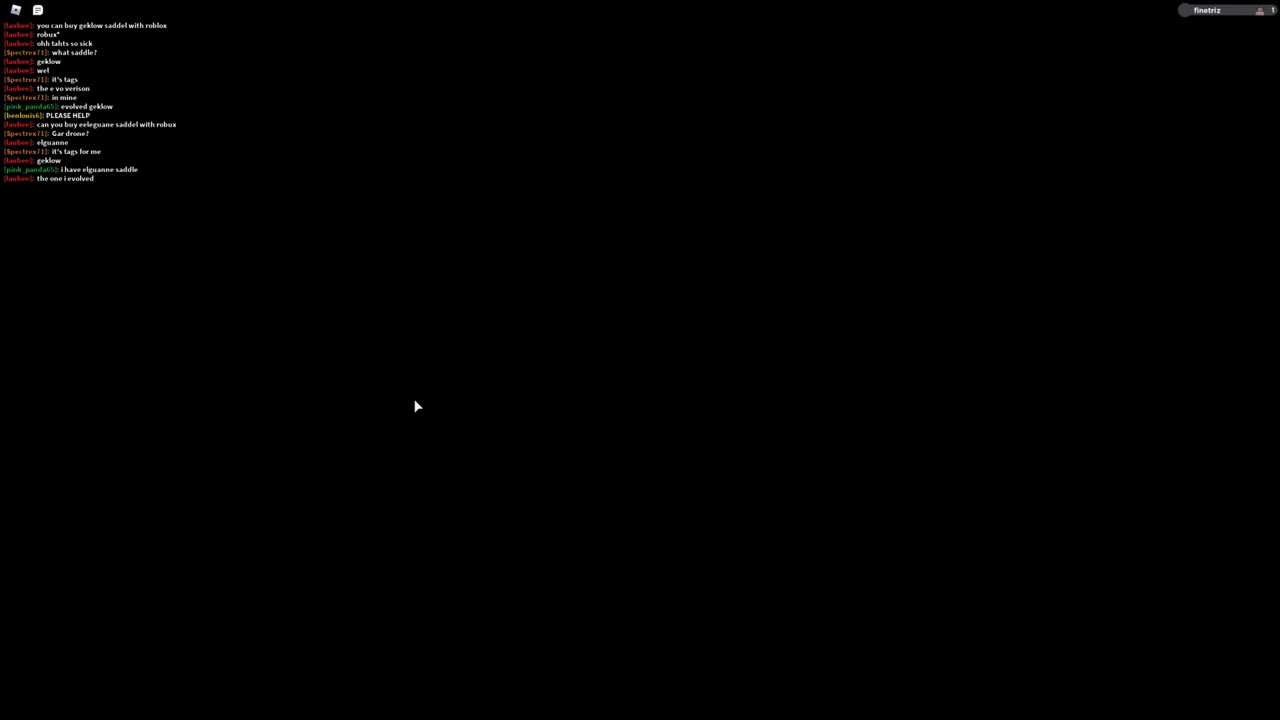 finetriz 1
[laubee]: you can buy geklow saddel with roblox
[laubee]: robux*
[laubee]: ohh tahts so sick
[Spectrex71]: what saddle?
[laubee]: geklow
[laubee]: wel
[Spectrex71]: it's tags
[laubee]: the e vo verison
[Spectrex71]: in mine
[pink_panda65]: evolved geklow
[benlouis6]: PLEASE HELP
[laubee]: can you buy eeleguane saddel with robux
[Spectrex71]: Gar drone?
[laubee]: elguanne
[Spectrex71]: it's tags for me
[laubee]: geklow
[pink_panda65]: i have elguanne saddle
[laubee]: the one i evolved